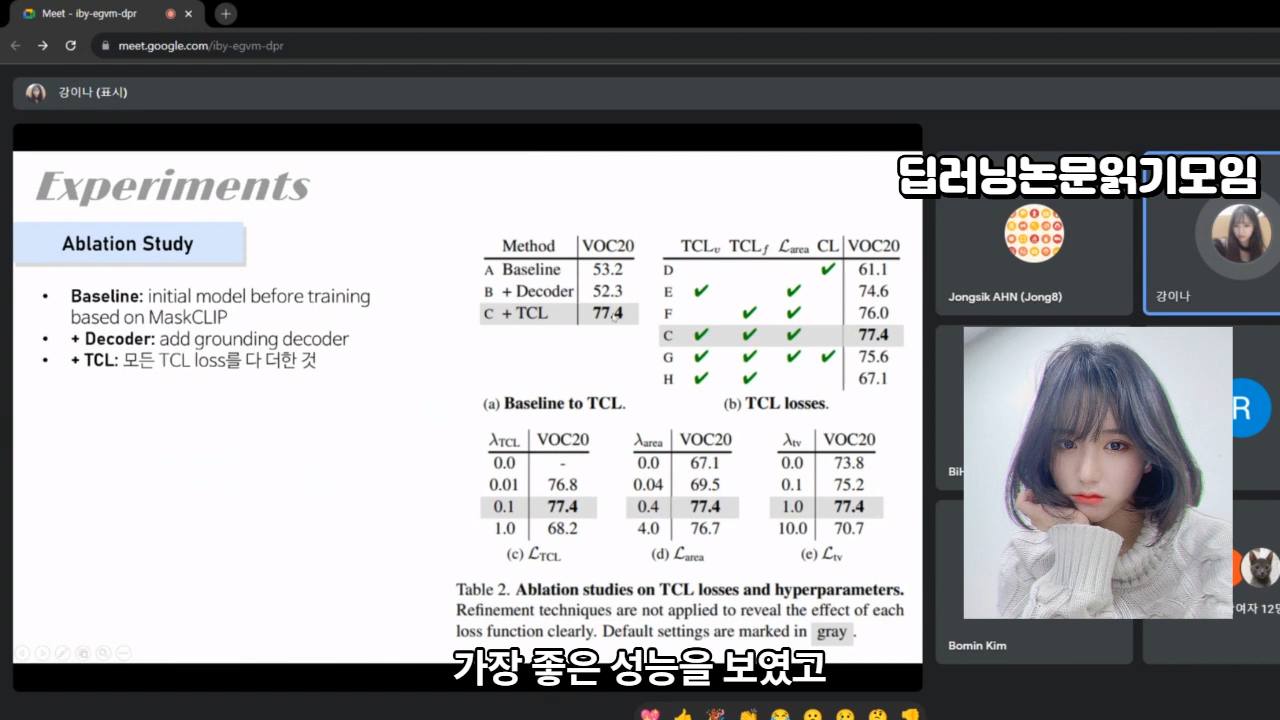 Meet - iby-egvm-dpr
meet.google.com/iby-egvm-dpr
강이나 (표시)
딥러닝논문읽기모임
Experiments
Ablation Study
• Baseline: initial model before training
based on MaskCLIP
• + Decoder: add grounding decoder
• + TCL: 모든 TCL loss를 다 더한 것
Method VOC20
A Baseline 53.2
B + Decoder 52.3
C + TCL 77.4
(a) Baseline to TCL.
TCLv TCLf ℒarea CL VOC20
D ✔ 61.1
E ✔ ✔ 74.6
F ✔ ✔ 76.0
C ✔ ✔ ✔ 77.4
G ✔ ✔ ✔ ✔ 75.6
H ✔ ✔ 67.1
(b) TCL losses.
λTCL VOC20
0.0 -
0.01 76.8
0.1 77.4
1.0 68.2
(c) ℒTCL
λarea VOC20
0.0 67.1
0.04 69.5
0.4 77.4
4.0 76.7
(d) ℒarea
λtv VOC20
0.0 73.8
0.1 75.2
1.0 77.4
10.0 70.7
(e) ℒtv
Table 2. Ablation studies on TCL losses and hyperparameters.
Refinement techniques are not applied to reveal the effect of each
loss function clearly. Default settings are marked in gray.
가장 좋은 성능을 보였고
Jongsik AHN (Jong8)
강이나
R
Bomin Kim